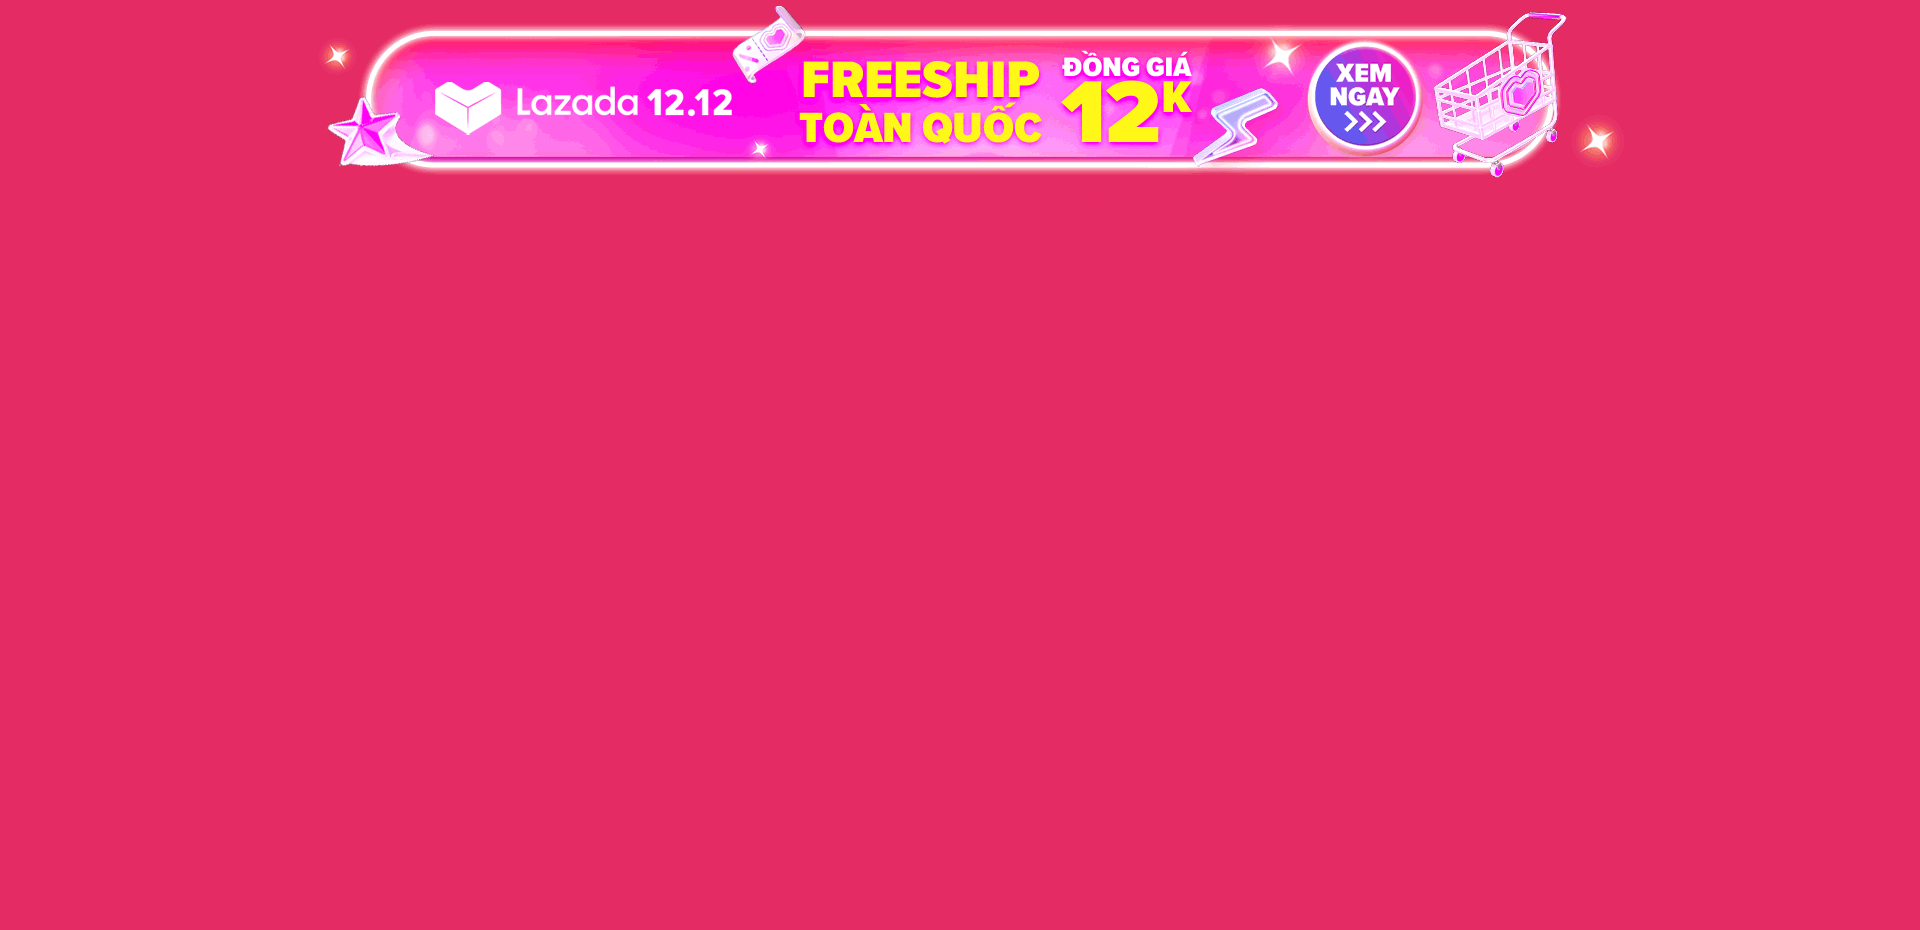 Lazada 12.12
FREESHIP
TOÀN QUỐC
ĐỒNG GIÁ
12K
XEM
NGAY